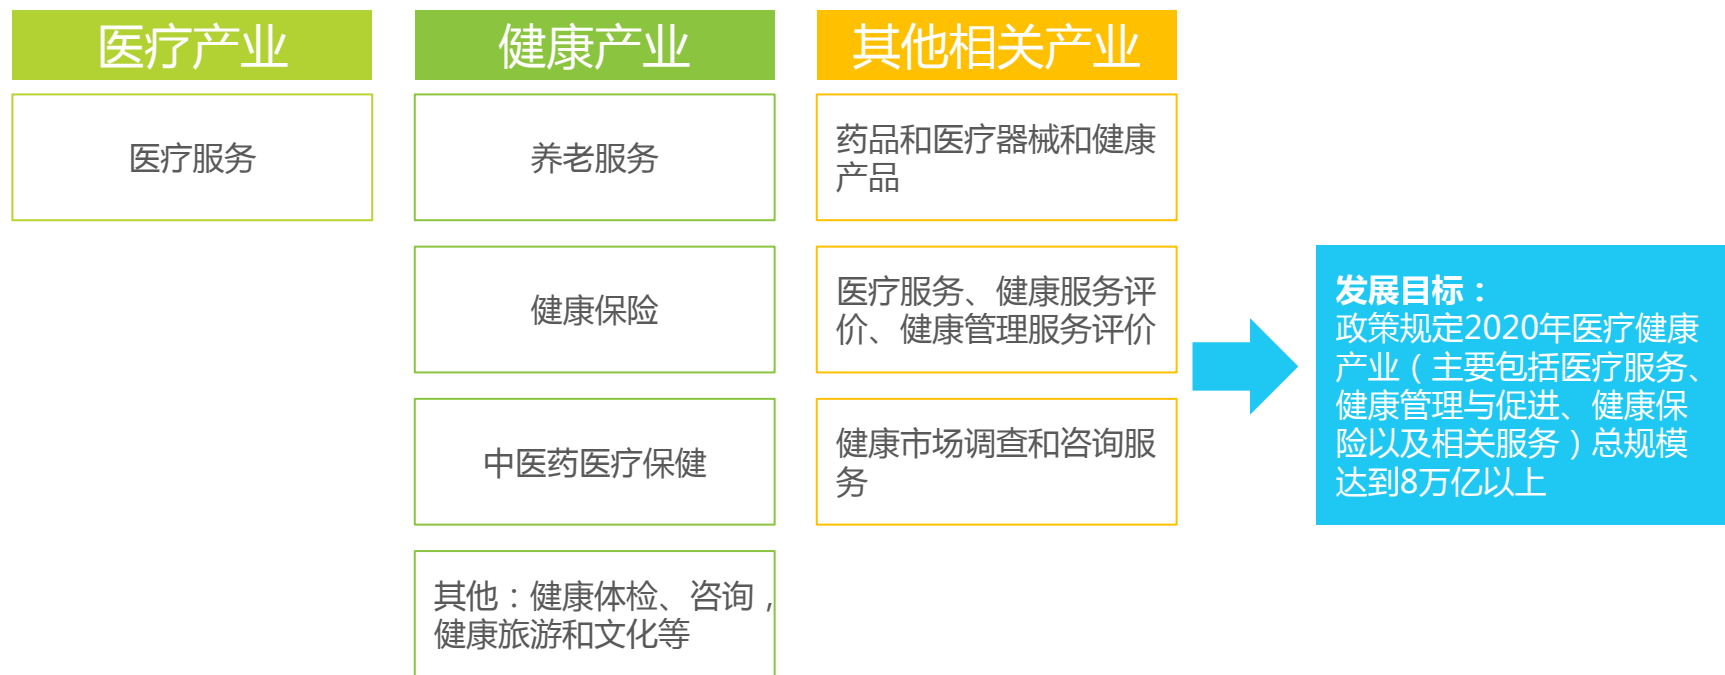 医疗产业
健康产业
其他相关产业
医疗服务
养老服务
药品和医疗器械和健康
产品
健康保险
医疗服务、健康服务评
价、健康管理服务评价
中医药医疗保健
健康市场调查和咨询服
务
其他：健康体检、咨询，
健康旅游和文化等
发展目标：
政策规定2020年医疗健康
产业（主要包括医疗服务、
健康管理与促进、健康保
险以及相关服务）总规模
达到8万亿以上